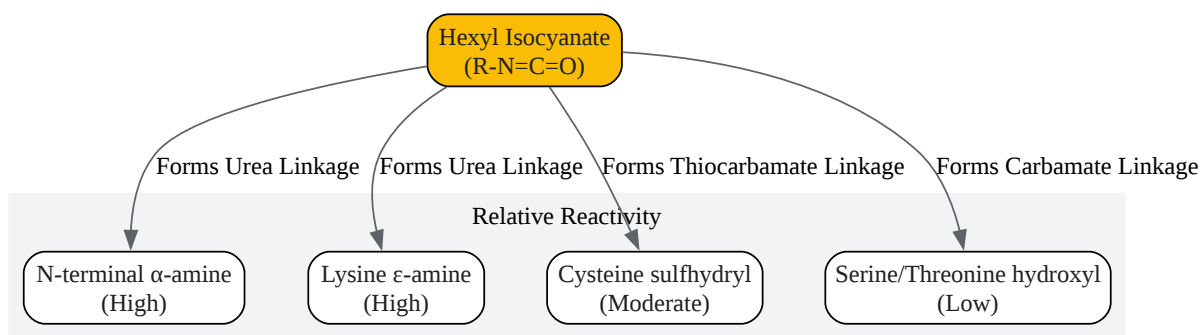 Hexyl Isocyanate
(R-N=C=O)
Forms Urea Linkage
Forms Urea Linkage
Forms Thiocarbamate Linkage
Forms Carbamate Linkage
Relative Reactivity
N-terminal α-amine
(High)
Lysine ε-amine
(High)
Cysteine sulfhydryl
(Moderate)
Serine/Threonine hydroxyl
(Low)